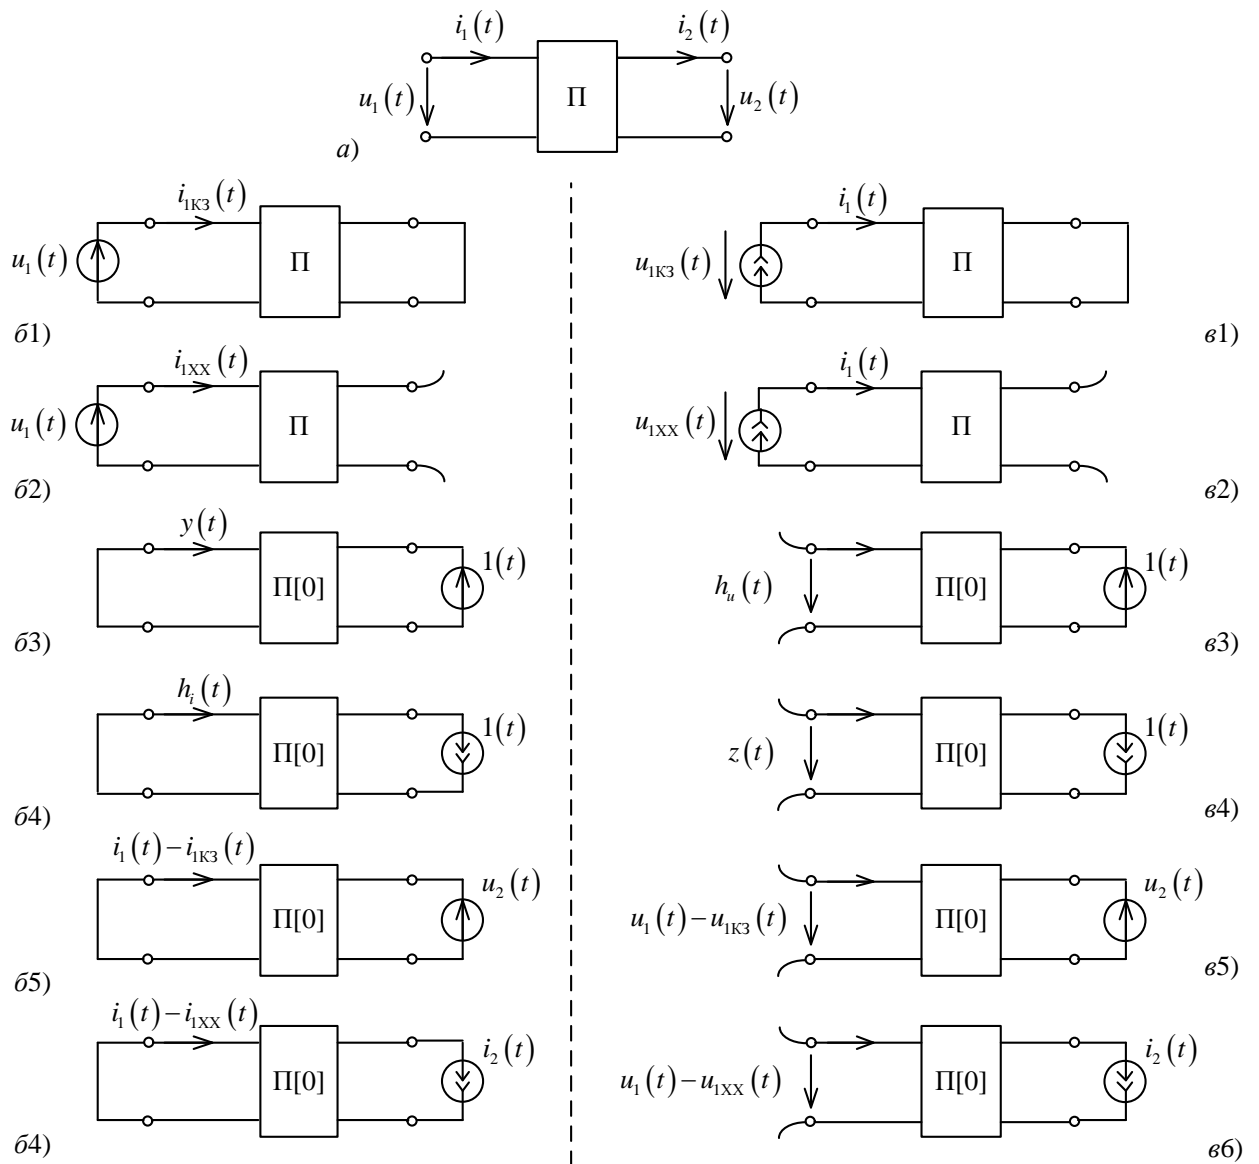 i₁(t) i₂(t)
u₁(t) П u₂(t)
а)
i₁КЗ(t) i₁(t)
u₁(t) П u₁КЗ(t) П
б1) в1)
i₁ХХ(t) i₁(t)
u₁(t) П u₁ХХ(t) П
б2) в2)
y(t)
П[0] 1(t) hᵤ(t) П[0] 1(t)
б3) в3)
hᵢ(t)
П[0] 1(t) z(t) П[0] 1(t)
б4) в4)
i₁(t) − i₁КЗ(t)
П[0] u₂(t) u₁(t) − u₁КЗ(t) П[0] u₂(t)
б5) в5)
i₁(t) − i₁ХХ(t)
П[0] i₂(t) u₁(t) − u₁ХХ(t) П[0] i₂(t)
б4) в6)